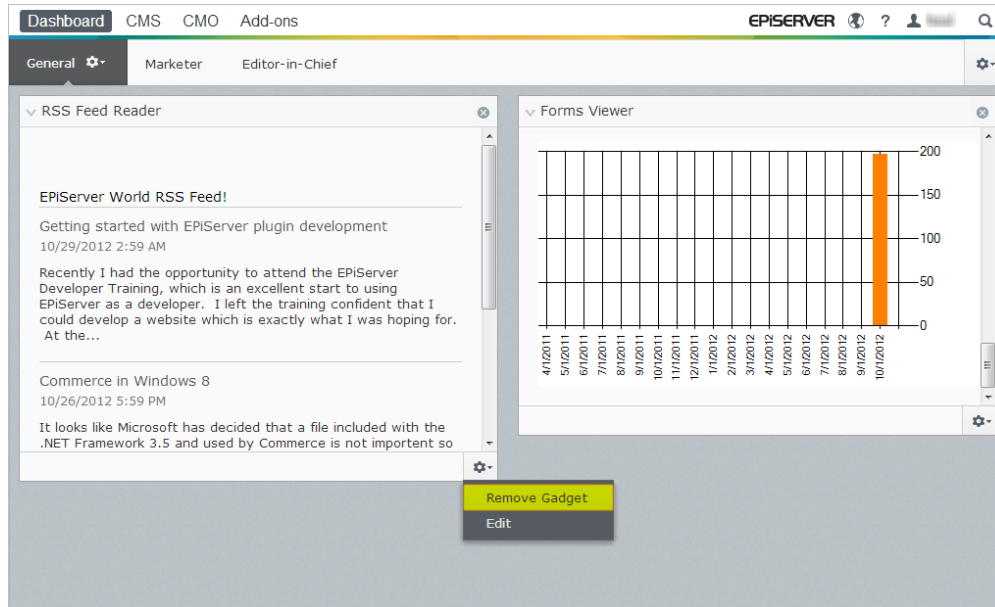 Dashboard CMS CMO Add-ons EPiSERVER ?
General Marketer Editor-in-Chief
RSS Feed Reader
EPiServer World RSS Feed!
Getting started with EPiServer plugin development
10/29/2012 2:59 AM
Recently I had the opportunity to attend the EPiServer
Developer Training, which is an excellent start to using
EPiServer as a developer.  I left the training confident that I
could develop a website which is exactly what I was hoping for.
At the...
Commerce in Windows 8
10/26/2012 5:59 PM
It looks like Microsoft has decided that a file included with the
.NET Framework 3.5 and used by Commerce is not importent so
Remove Gadget
Edit
Forms Viewer
200
150
100
50
0
4/1/2011
5/1/2011
6/1/2011
7/1/2011
8/1/2011
9/1/2011
10/1/2011
11/1/2011
12/1/2011
1/1/2012
2/1/2012
3/1/2012
4/1/2012
5/1/2012
6/1/2012
7/1/2012
8/1/2012
9/1/2012
10/1/2012